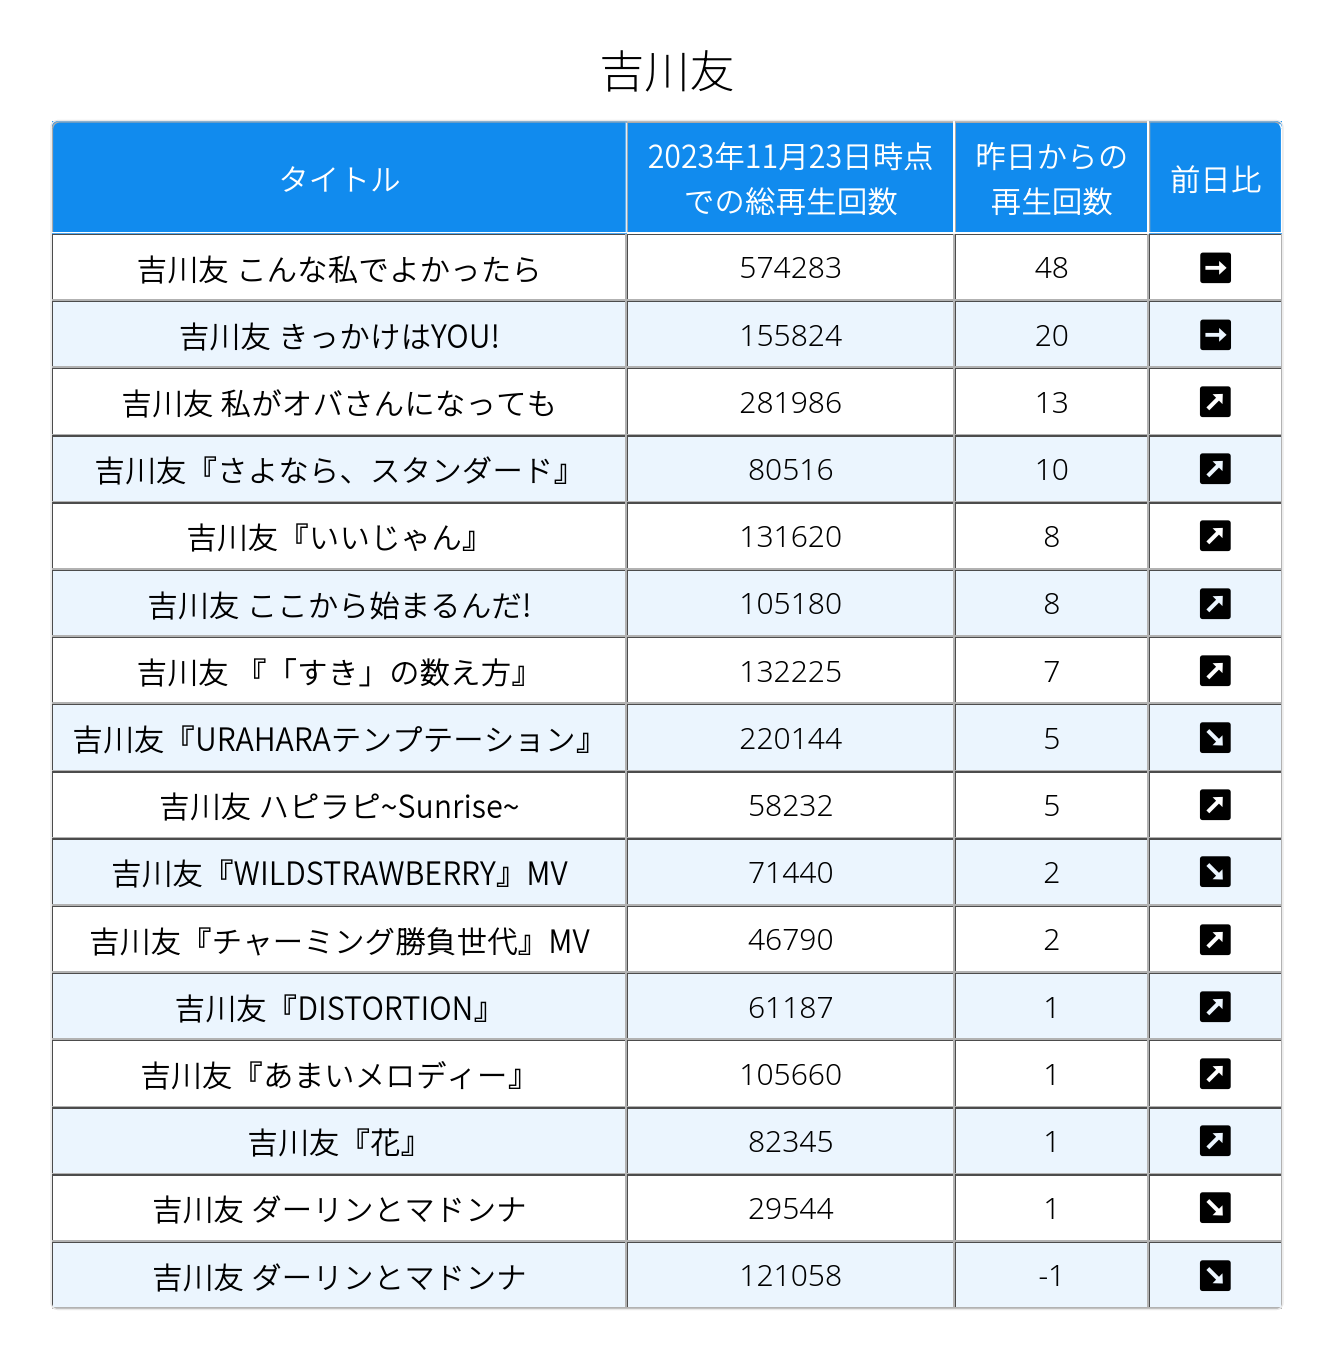 吉川友
タイトル
2023年11月23日時点
での総再生回数
昨日からの
再生回数
前日比
吉川友 こんな私でよかったら 574283 48 ➡
吉川友 きっかけはYOU! 155824 20 ➡
吉川友 私がオバさんになっても 281986 13 ↗
吉川友『さよなら、スタンダード』 80516 10 ↗
吉川友『いいじゃん』 131620 8 ↗
吉川友 ここから始まるんだ! 105180 8 ↗
吉川友 『「すき」の数え方』 132225 7 ↗
吉川友『URAHARAテンプテーション』 220144 5 ↘
吉川友 ハピラピ~Sunrise~ 58232 5 ↗
吉川友『WILDSTRAWBERRY』MV 71440 2 ↘
吉川友『チャーミング勝負世代』MV 46790 2 ↗
吉川友『DISTORTION』 61187 1 ↗
吉川友『あまいメロディー』 105660 1 ↗
吉川友『花』 82345 1 ↗
吉川友 ダーリンとマドンナ 29544 1 ↘
吉川友 ダーリンとマドンナ 121058 -1 ↘